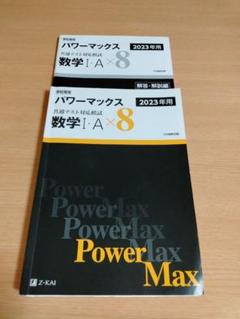 学校専用
パワーマックス
2023年用
共通テスト対応模試
数学I・A×8
解答・解説編
学校専用
パワーマックス
2023年用
共通テスト対応模試
数学I・A×8
Power
PowerMax
PowerMax
PowerMax
Power
Max
Z-KAI